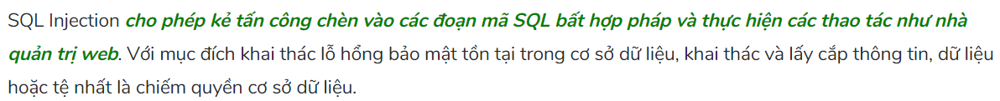 SQL Injection cho phép kẻ tấn công chèn vào các đoạn mã SQL bất hợp pháp và thực hiện các thao tác như nhà
quản trị web. Với mục đích khai thác lỗ hổng bảo mật tồn tại trong cơ sở dữ liệu, khai thác và lấy cắp thông tin, dữ liệu
hoặc tệ nhất là chiếm quyền cơ sở dữ liệu.